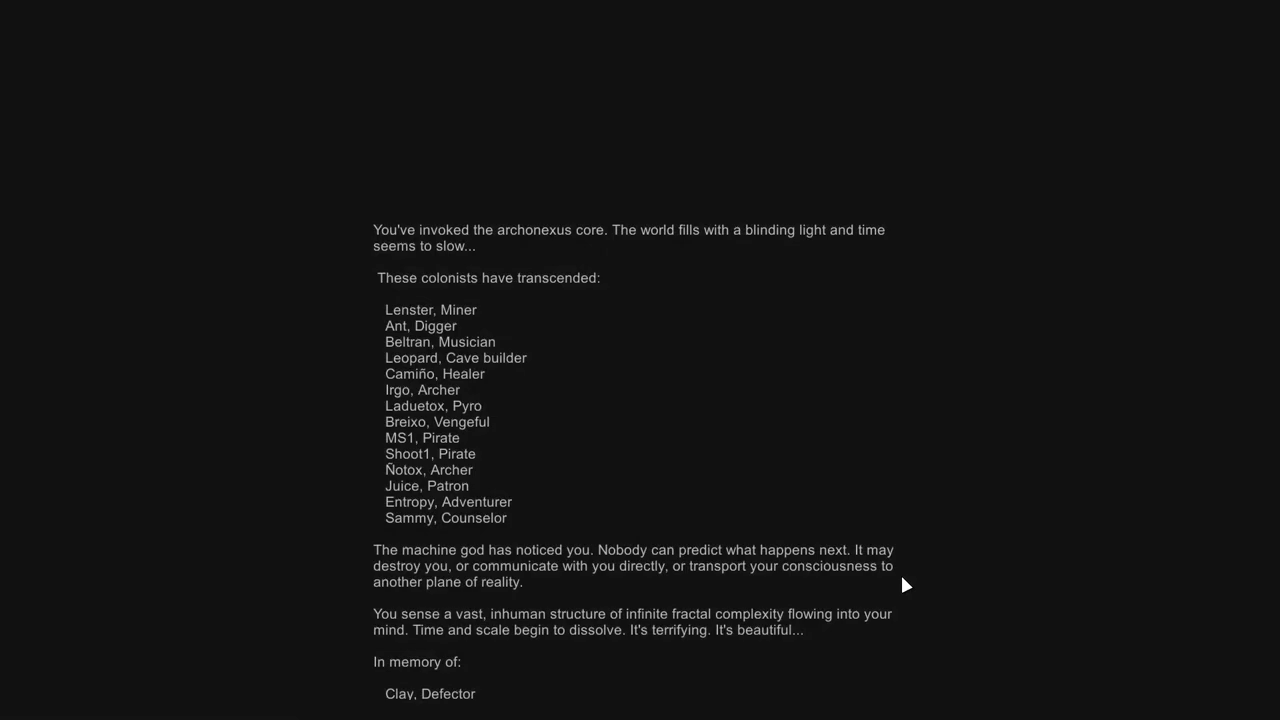 You've invoked the archonexus core. The world fills with a blinding light and time
seems to slow...
These colonists have transcended:
Lenster, Miner
Ant, Digger
Beltran, Musician
Leopard, Cave builder
Camiño, Healer
Irgo, Archer
Laduetox, Pyro
Breixo, Vengeful
MS1, Pirate
Shoot1, Pirate
Ñotox, Archer
Juice, Patron
Entropy, Adventurer
Sammy, Counselor
The machine god has noticed you. Nobody can predict what happens next. It may
destroy you, or communicate with you directly, or transport your consciousness to
another plane of reality.
You sense a vast, inhuman structure of infinite fractal complexity flowing into your
mind. Time and scale begin to dissolve. It's terrifying. It's beautiful...
In memory of:
Clay, Defector